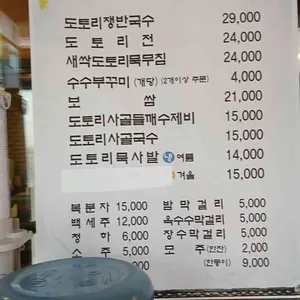 도토리쟁반국수 29,000
도토리전 24,000
새싹도토리묵무침 24,000
수수부꾸미 (개당) (2개이상 주문) 4,000
보쌈 21,000
도토리사골들깨수제비 15,000
도토리사골국수 15,000
도토리묵사발 냉 여름 14,000
겨울 15,000
복분자 15,000 밤막걸리 5,000
백세주 12,000 옥수수막걸리 5,000
청하 6,000 장수막걸리 5,000
소주 5,000 모주 (한잔) 2,000
(한동이) 9,000